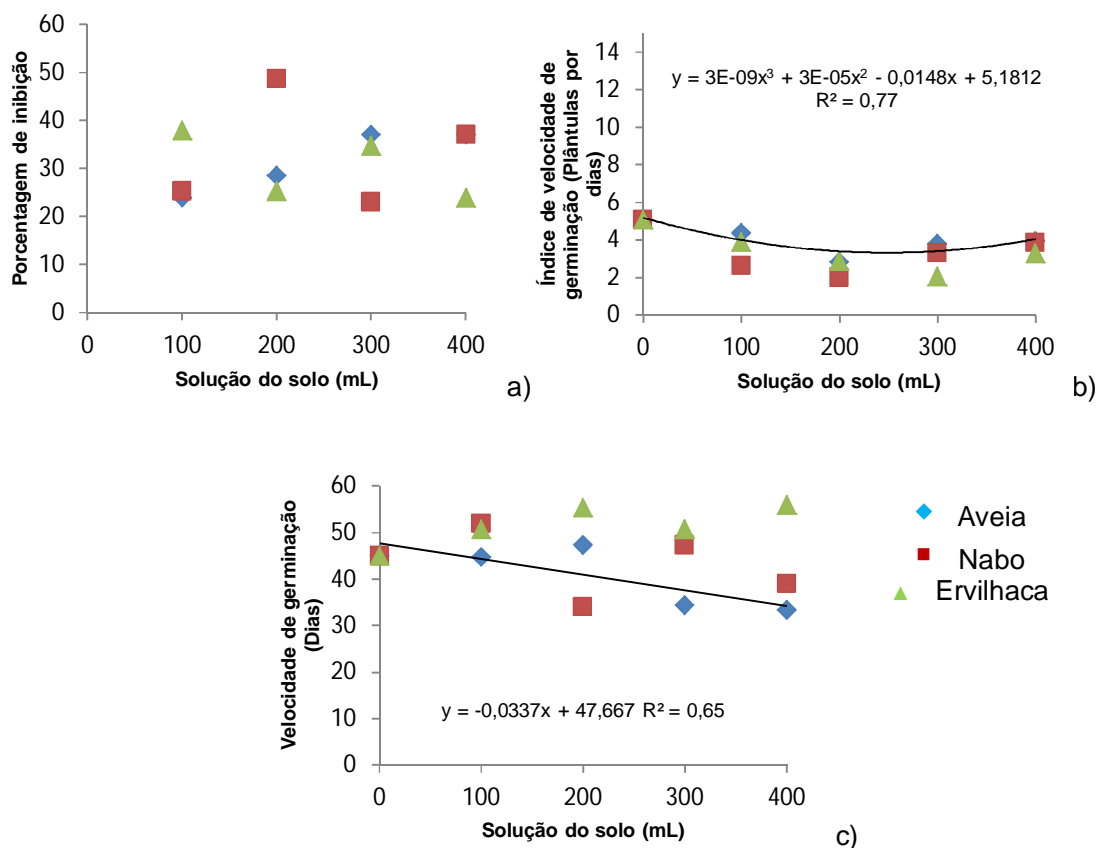 Porcentagem de inibição
60
50
40
30
20
10
0
0 100 200 300 400
Solução do solo (mL)
a)
Índice de velocidade de
germinação (Plântulas por
dias)
14
12
10
8
6
4
2
0
y = 3E-09x³ + 3E-05x² - 0,0148x + 5,1812
R² = 0,77
0 100 200 300 400
Solução do solo (mL)
b)
Velocidade de germinação
(Dias)
60
50
40
30
20
10
0
y = -0,0337x + 47,667 R² = 0,65
0 100 200 300 400
Solução do solo (mL)
c)
Aveia
Nabo
Ervilhaca